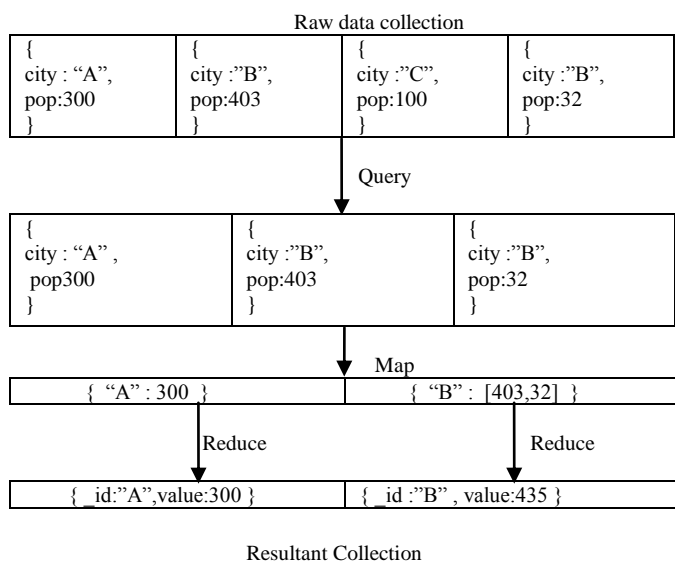 Raw data collection
{
city : “A”,
pop:300
}
{
city :”B”,
pop:403
}
{
city :”C”,
pop:100
}
{
city :”B”,
pop:32
}
Query
{
city : “A” ,
pop300
}
{
city :”B”,
pop:403
}
{
city :”B”,
pop:32
}
Map
{ “A” : 300 }
{ “B” : [403,32] }
Reduce
Reduce
{ _id:”A”,value:300 }
{ _id :”B” , value:435 }
Resultant Collection